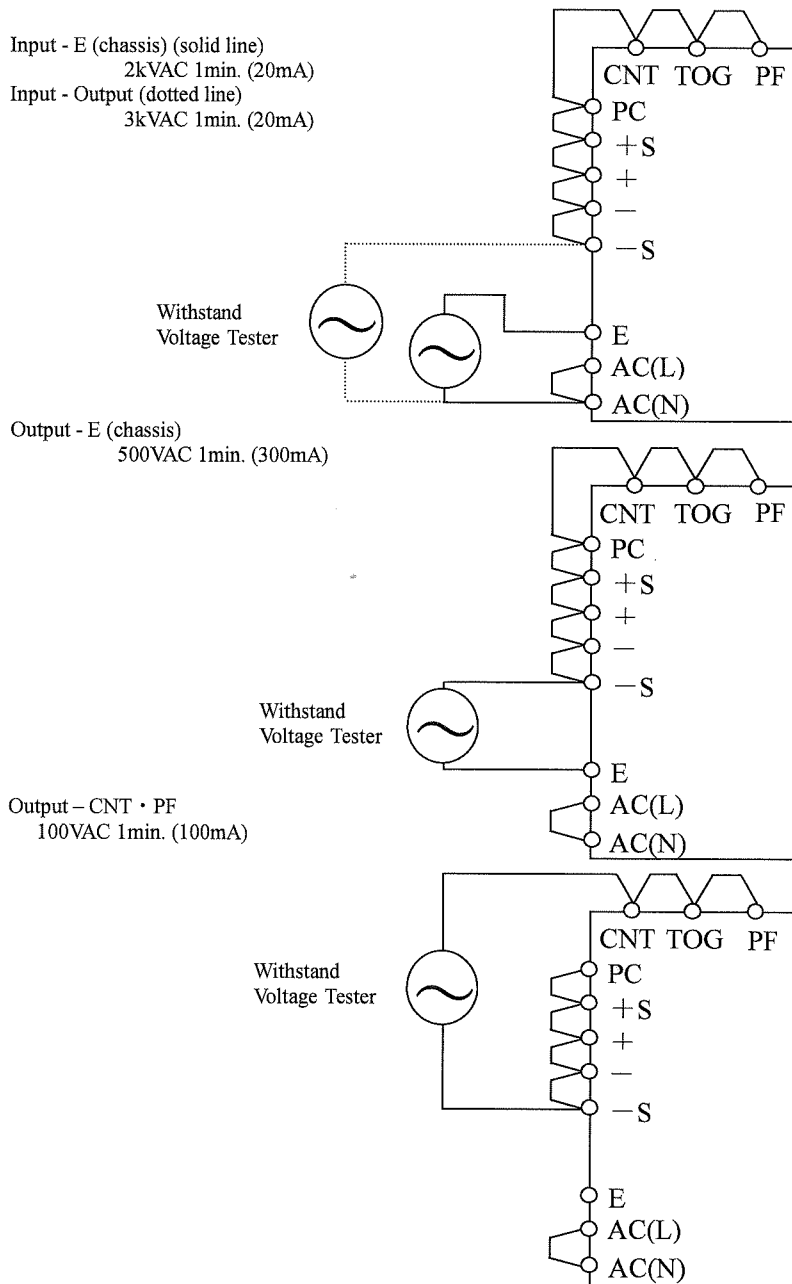 Input - E (chassis) (solid line)
2kVAC 1min. (20mA)
Input - Output (dotted line)
3kVAC 1min. (20mA)
CNT TOG PF
PC
+S
+
−
−S
Withstand
Voltage Tester
E
AC(L)
AC(N)
Output - E (chassis)
500VAC 1min. (300mA)
CNT TOG PF
PC
+S
+
−
−S
Withstand
Voltage Tester
E
AC(L)
AC(N)
Output – CNT・PF
100VAC 1min. (100mA)
CNT TOG PF
PC
+S
+
−
−S
Withstand
Voltage Tester
E
AC(L)
AC(N)